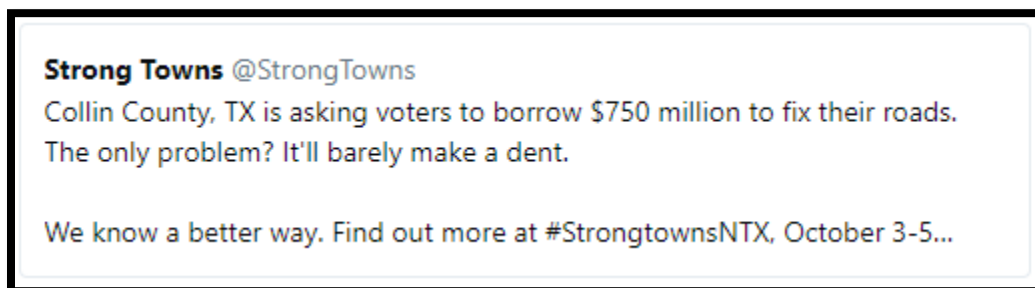 Strong Towns @StrongTowns
Collin County, TX is asking voters to borrow $750 million to fix their roads.
The only problem? It'll barely make a dent.
We know a better way. Find out more at #StrongtownsNTX, October 3-5...